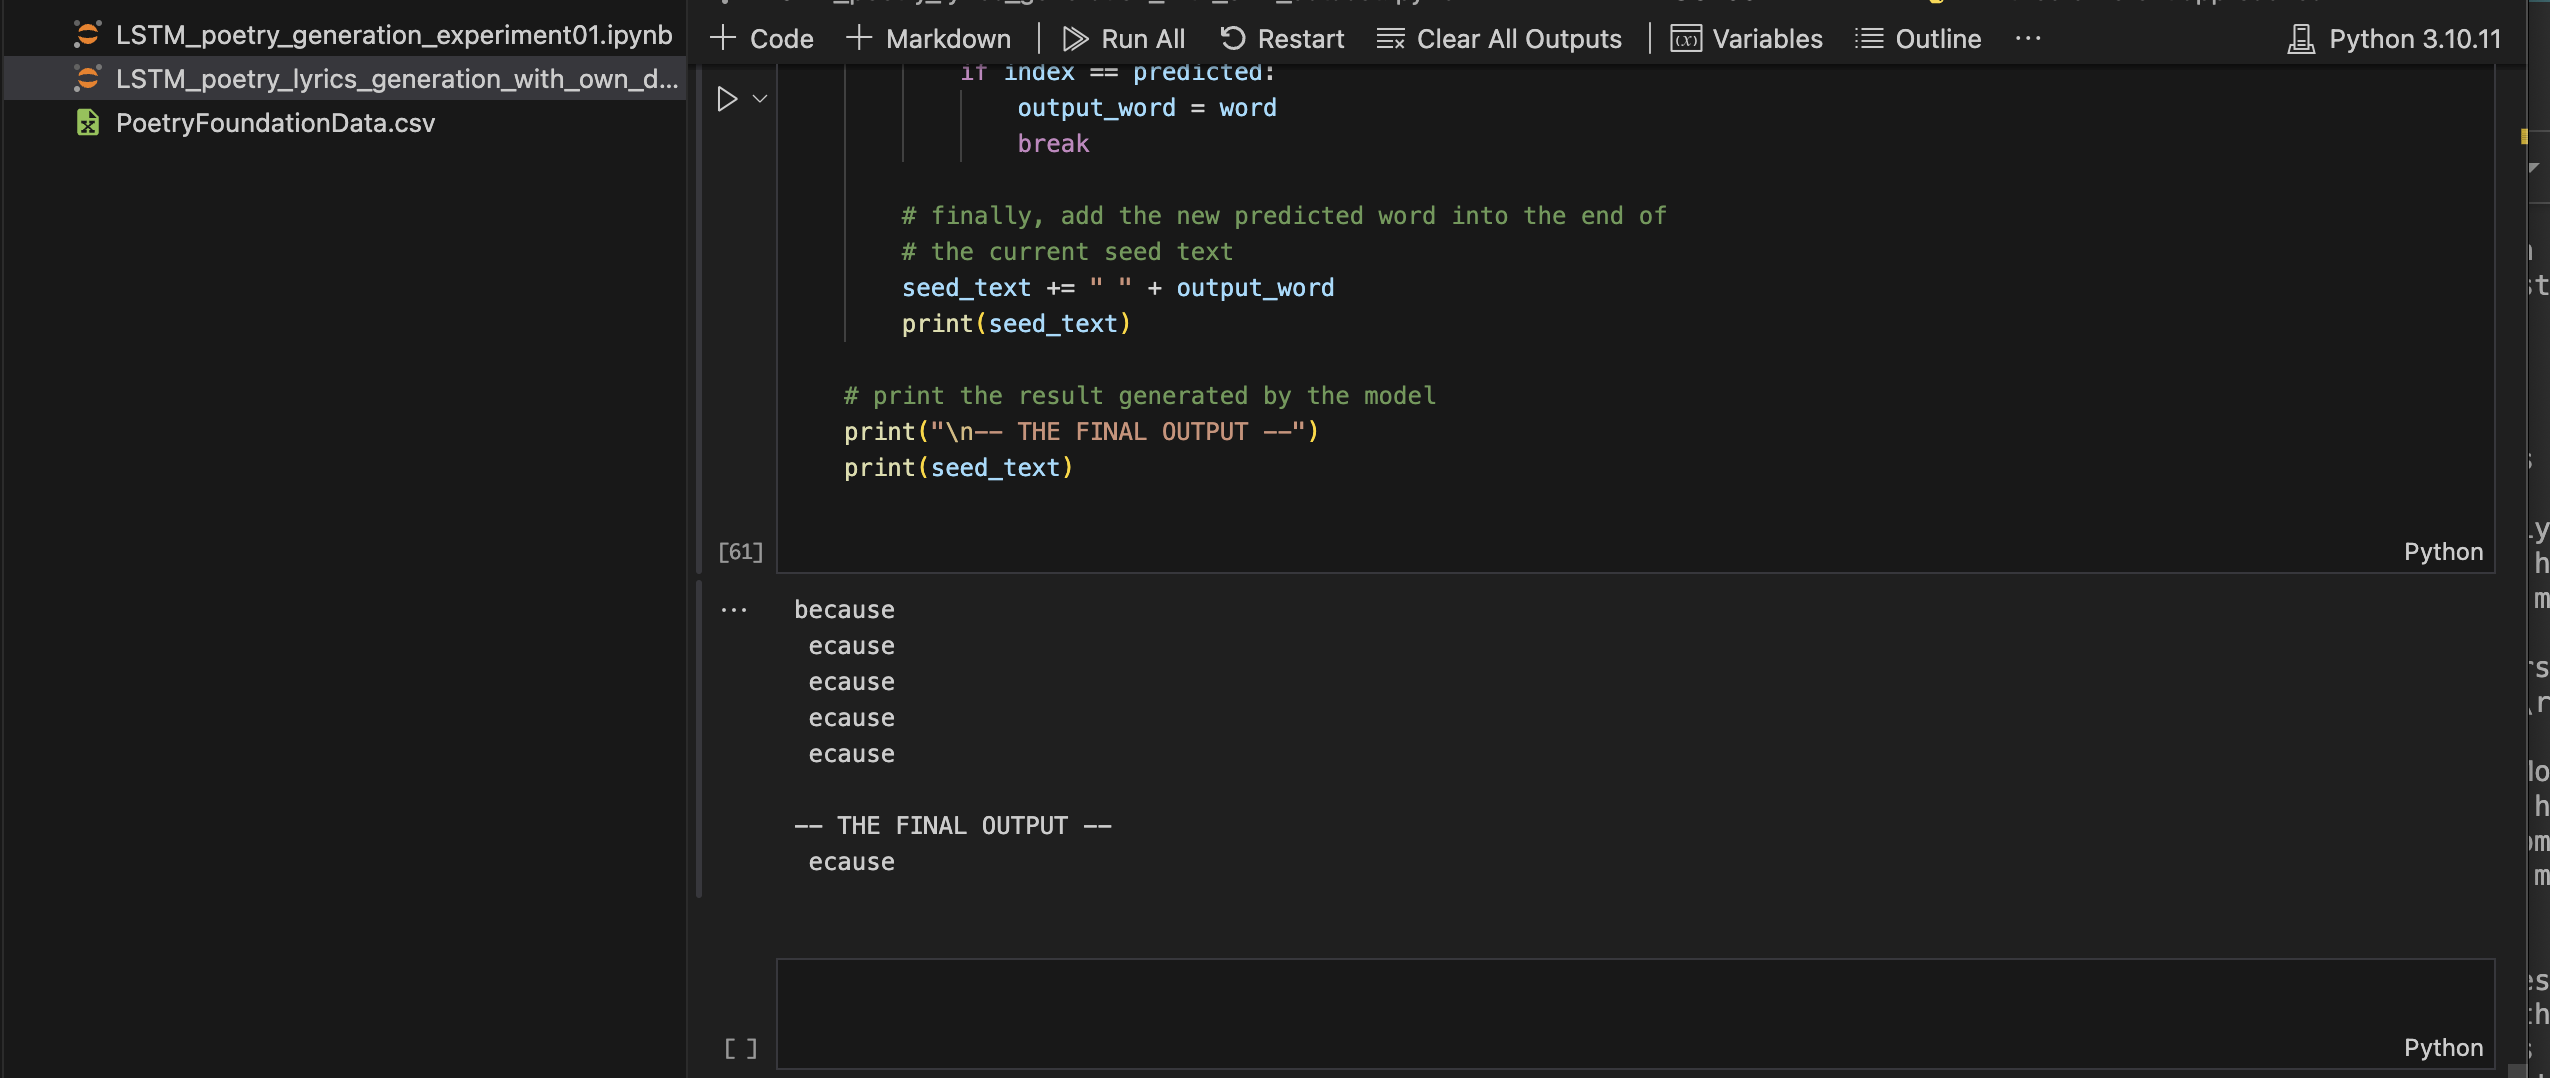 LSTM_poetry_generation_experiment01.ipynb
LSTM_poetry_lyrics_generation_with_own_d...
PoetryFoundationData.csv
Code Markdown Run All Restart Clear All Outputs Variables Outline ... Python 3.10.11
if index == predicted:
output_word = word
break
# finally, add the new predicted word into the end of
# the current seed text
seed_text += " " + output_word
print(seed_text)
# print the result generated by the model
print("\n-- THE FINAL OUTPUT --")
print(seed_text)
[61]
Python
... because
ecause
ecause
ecause
ecause
-- THE FINAL OUTPUT --
ecause
[ ]
Python